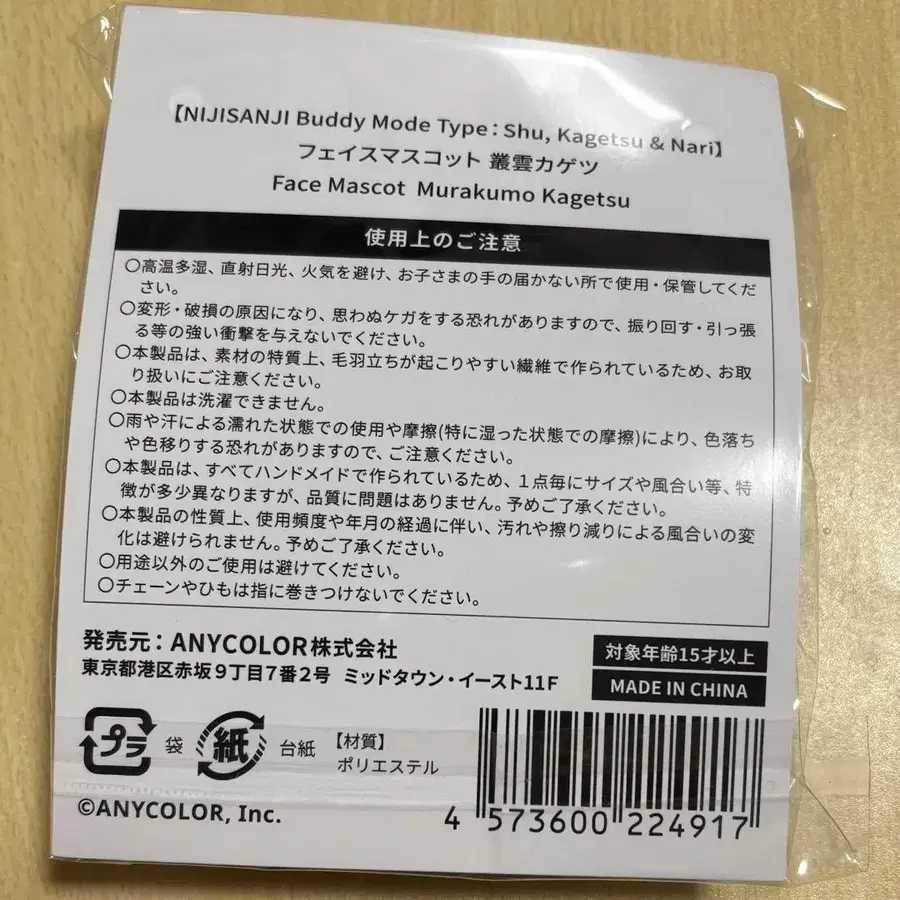 【NIJISANJI Buddy Mode Type：Shu, Kagetsu & Nari】
フェイスマスコット 叢雲カゲツ
Face Mascot Murakumo Kagetsu
使用上のご注意
○高温多湿、直射日光、火気を避け、お子さまの手の届かない所で使用・保管してくだ
さい。
○変形・破損の原因になり、思わぬケガをする恐れがありますので、振り回す・引っ張
る等の強い衝撃を与えないでください。
○本製品は、素材の特質上、毛羽立ちが起こりやすい繊維で作られているため、お取
り扱いにご注意ください。
○本製品は洗濯できません。
○雨や汗による濡れた状態での使用や摩擦(特に湿った状態での摩擦)により、色落ち
や色移りする恐れがありますので、ご注意ください。
○本製品は、すべてハンドメイドで作られているため、１点毎にサイズや風合い等、特
徴が多少異なりますが、品質に問題はありません。予めご了承ください。
○本製品の性質上、使用頻度や年月の経過に伴い、汚れや擦り減りによる風合いの変
化は避けられません。予めご了承ください。
○用途以外のご使用は避けてください。
○チェーンやひもは指に巻きつけないでください。
発売元：ANYCOLOR株式会社
東京都港区赤坂９丁目７番２号 ミッドタウン・イースト11F
対象年齢15才以上
MADE IN CHINA
プラ 袋 紙 台紙 【材質】
ポリエステル
©ANYCOLOR, Inc.
4 573600 224917